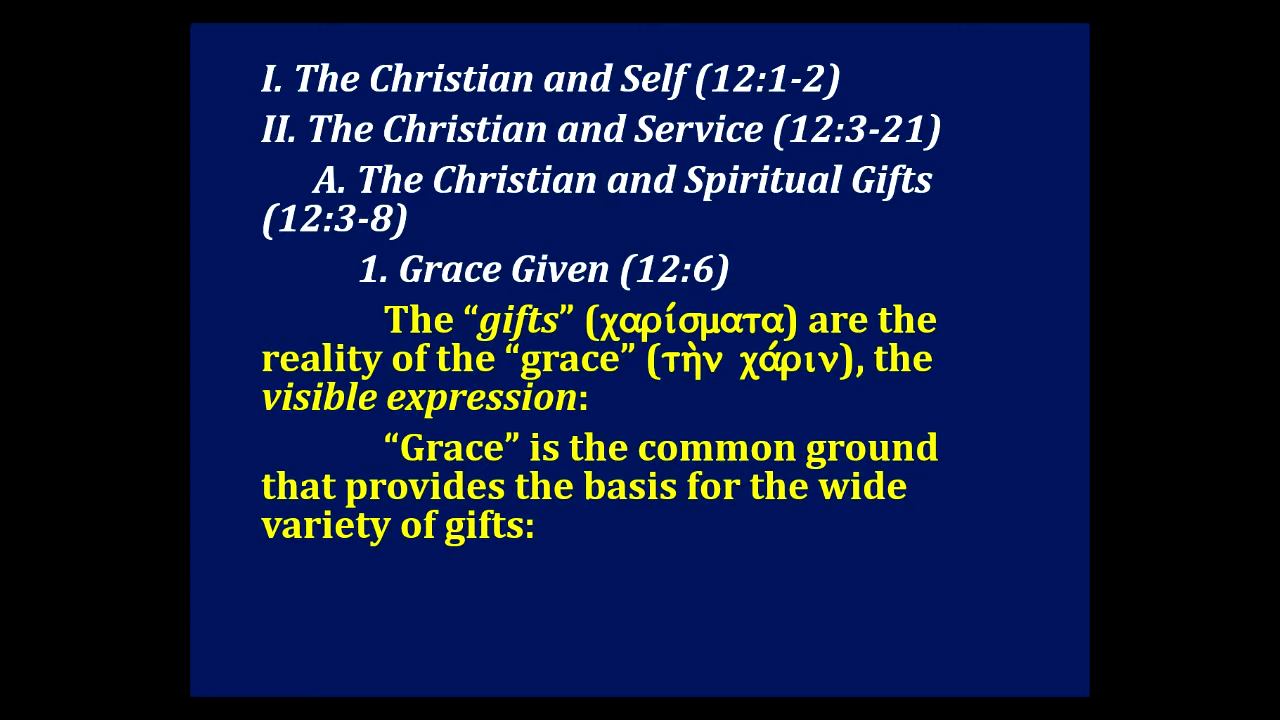 I. The Christian and Self (12:1-2)
II. The Christian and Service (12:3-21)
A. The Christian and Spiritual Gifts
(12:3-8)
1. Grace Given (12:6)
The “gifts” (χαρίσματα) are the
reality of the “grace” (τὴν χάριν), the
visible expression:
“Grace” is the common ground
that provides the basis for the wide
variety of gifts: